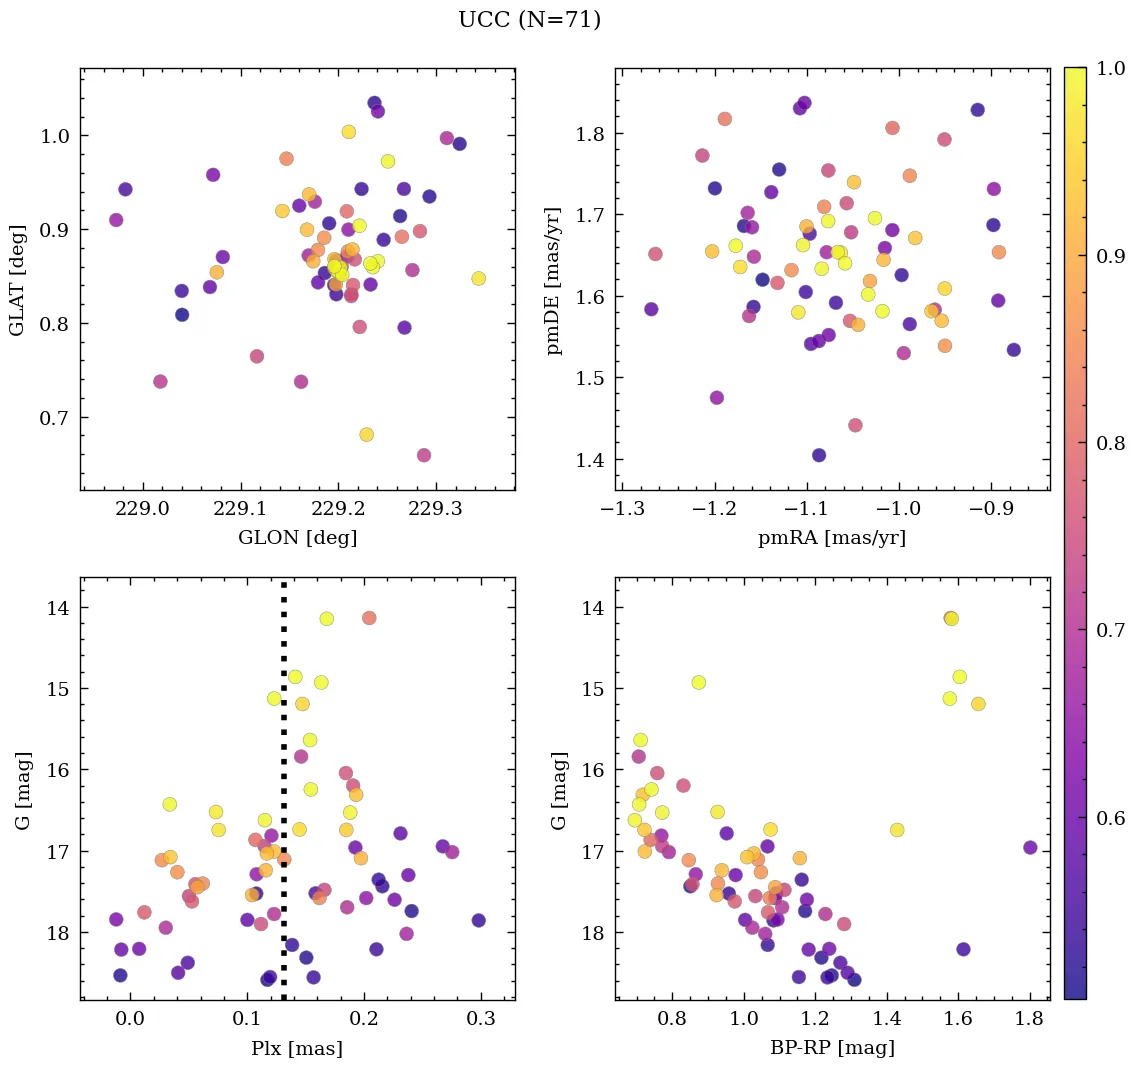 UCC (N=71)
1.0
0.9
0.8
0.7
GLAT [deg]
229.0 229.1 229.2 229.3
GLON [deg]
1.8
1.7
1.6
1.5
1.4
pmDE [mas/yr]
−1.3 −1.2 −1.1 −1.0 −0.9
pmRA [mas/yr]
14
15
16
17
18
G [mag]
0.0 0.1 0.2 0.3
Plx [mas]
14
15
16
17
18
G [mag]
0.8 1.0 1.2 1.4 1.6 1.8
BP-RP [mag]
1.0
0.9
0.8
0.7
0.6